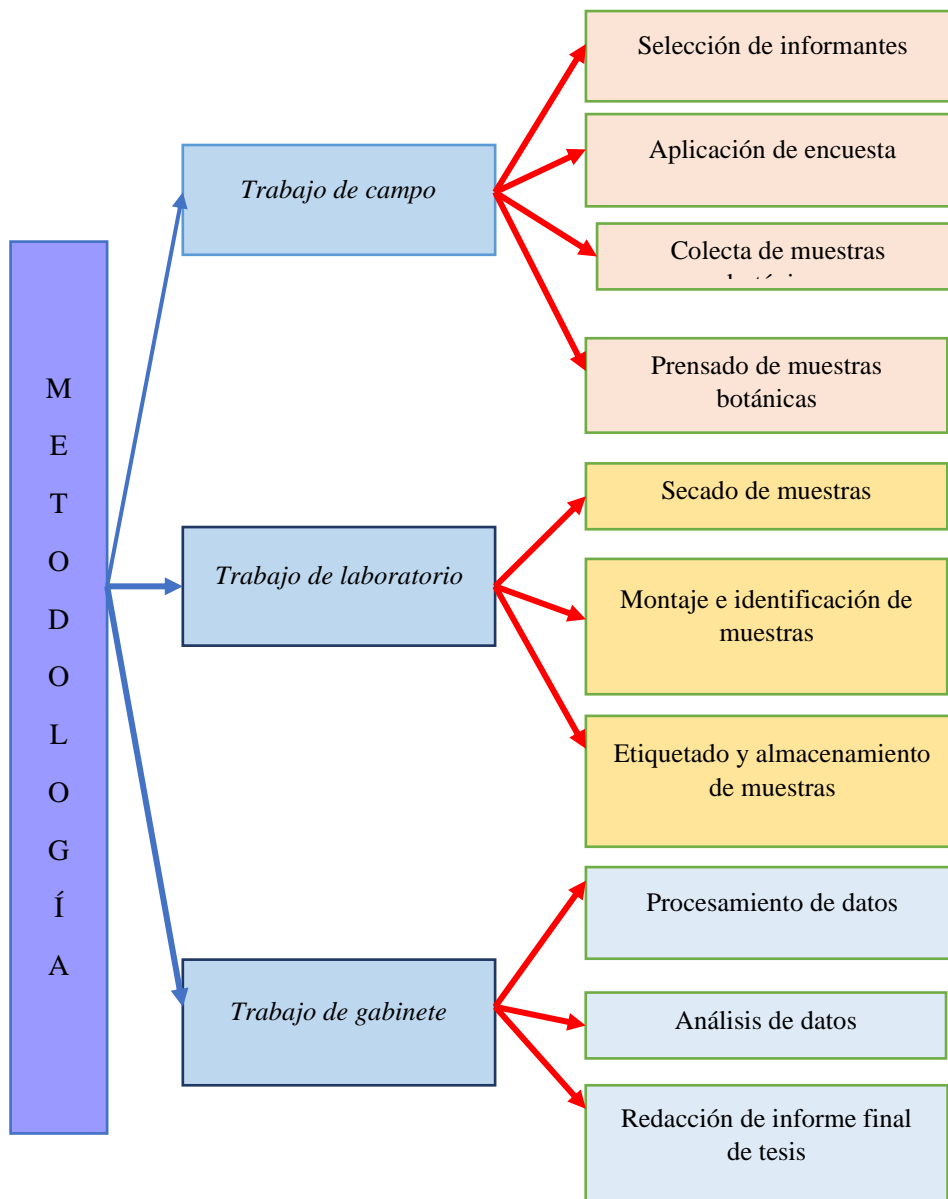 METODOLOGÍA
Trabajo de campo
Selección de informantes
Aplicación de encuesta
Colecta de muestras
Prensado de muestras
botánicas
Trabajo de laboratorio
Secado de muestras
Montaje e identificación de
muestras
Etiquetado y almacenamiento
de muestras
Trabajo de gabinete
Procesamiento de datos
Análisis de datos
Redacción de informe final
de tesis